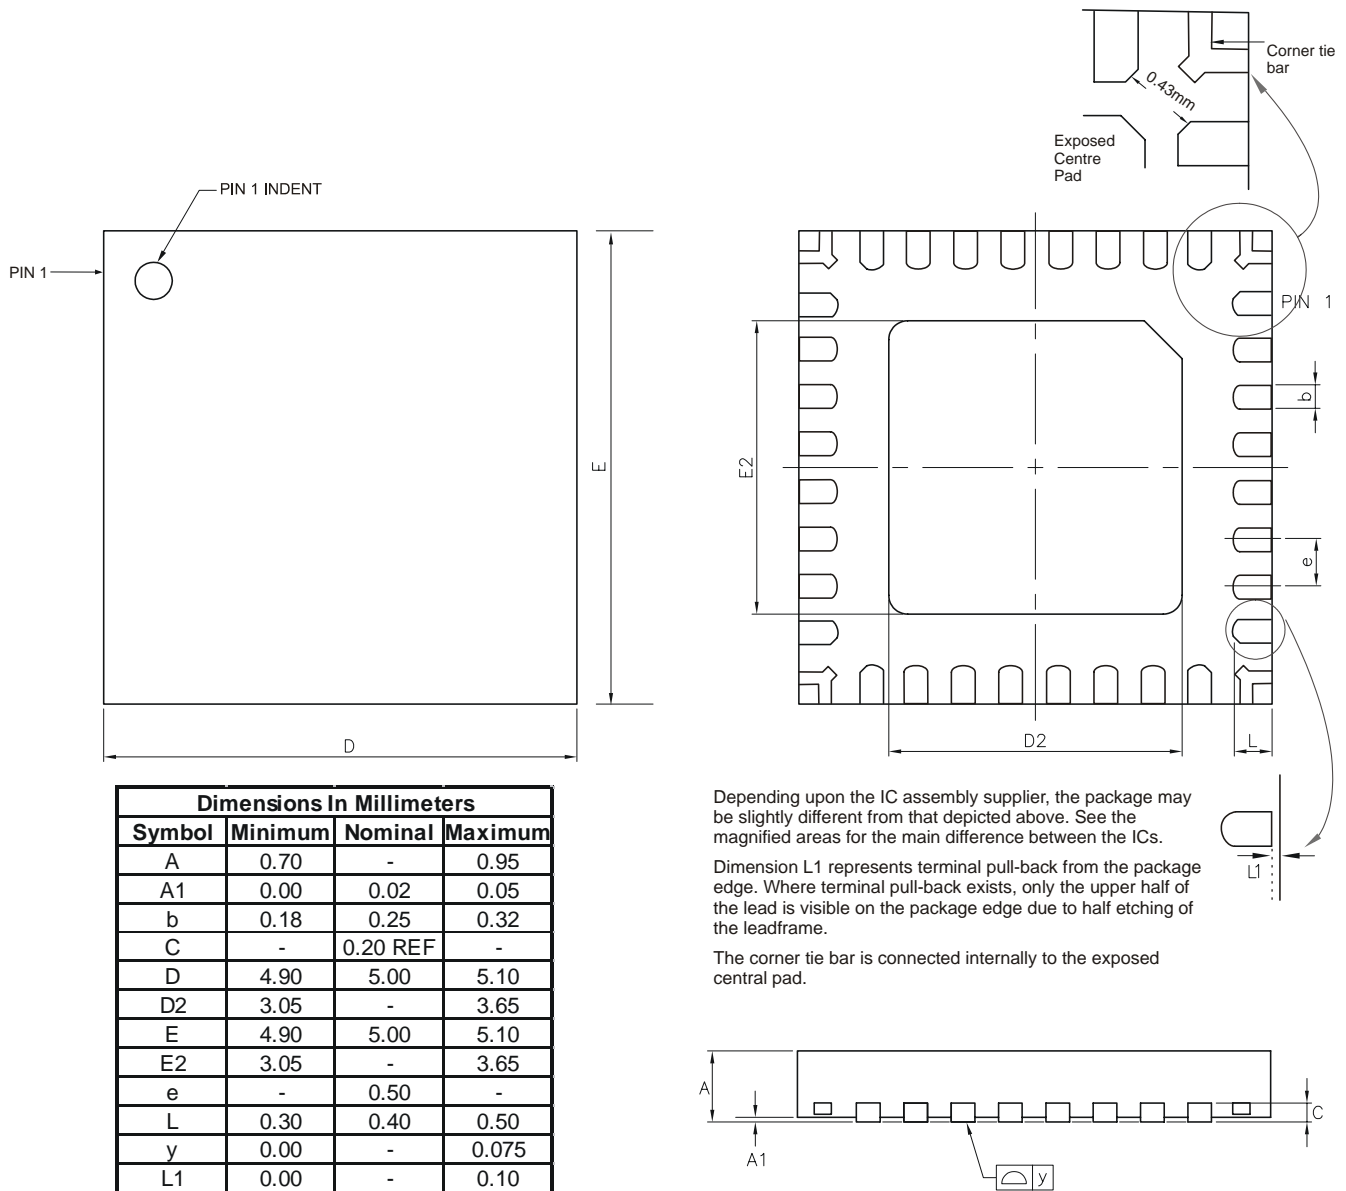 Corner tie
bar
0.43mm
Exposed
Centre
Pad
PIN 1 INDENT
PIN 1
E
D
PIN 1
b
E2
e
D2
L
L1
Dimensions In Millimeters
Symbol Minimum Nominal Maximum
A 0.70 - 0.95
A1 0.00 0.02 0.05
b 0.18 0.25 0.32
C - 0.20 REF -
D 4.90 5.00 5.10
D2 3.05 - 3.65
E 4.90 5.00 5.10
E2 3.05 - 3.65
e - 0.50 -
L 0.30 0.40 0.50
y 0.00 - 0.075
L1 0.00 - 0.10
Depending upon the IC assembly supplier, the package may
be slightly different from that depicted above. See the
magnified areas for the main difference between the ICs.
Dimension L1 represents terminal pull-back from the package
edge. Where terminal pull-back exists, only the upper half of
the lead is visible on the package edge due to half etching of
the leadframe.
The corner tie bar is connected internally to the exposed
central pad.
A
A1
C
y